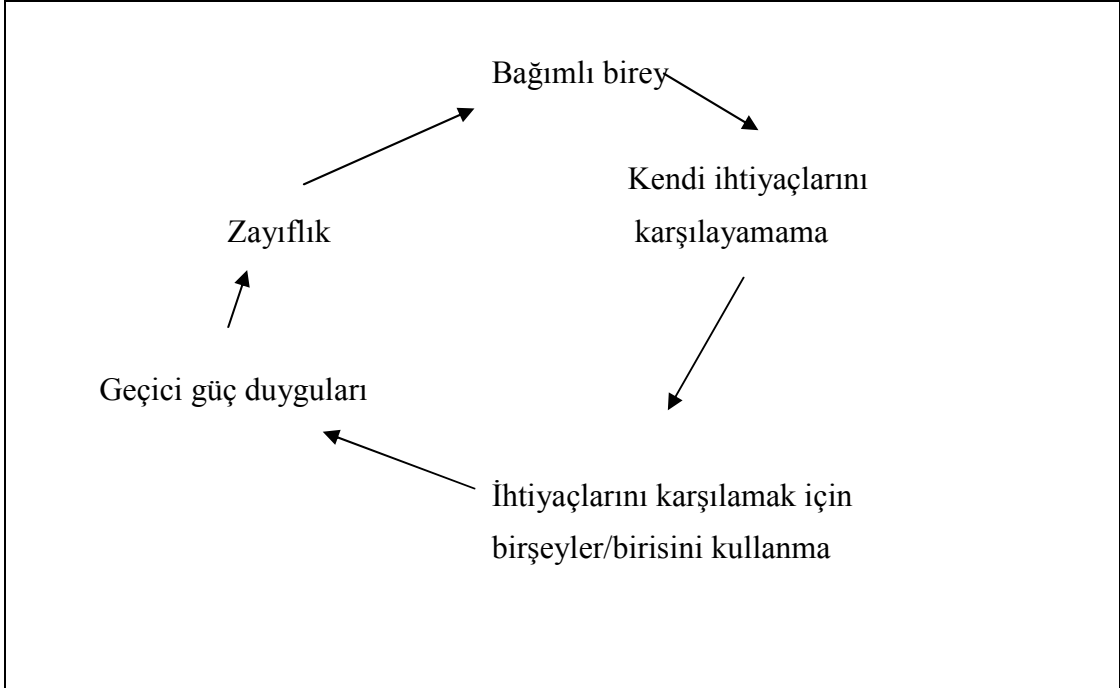 Bağımlı birey
Kendi ihtiyaçlarını
karşılayamama
Zayıflık
Geçici güç duyguları
İhtiyaçlarını karşılamak için
birşeyler/birisini kullanma